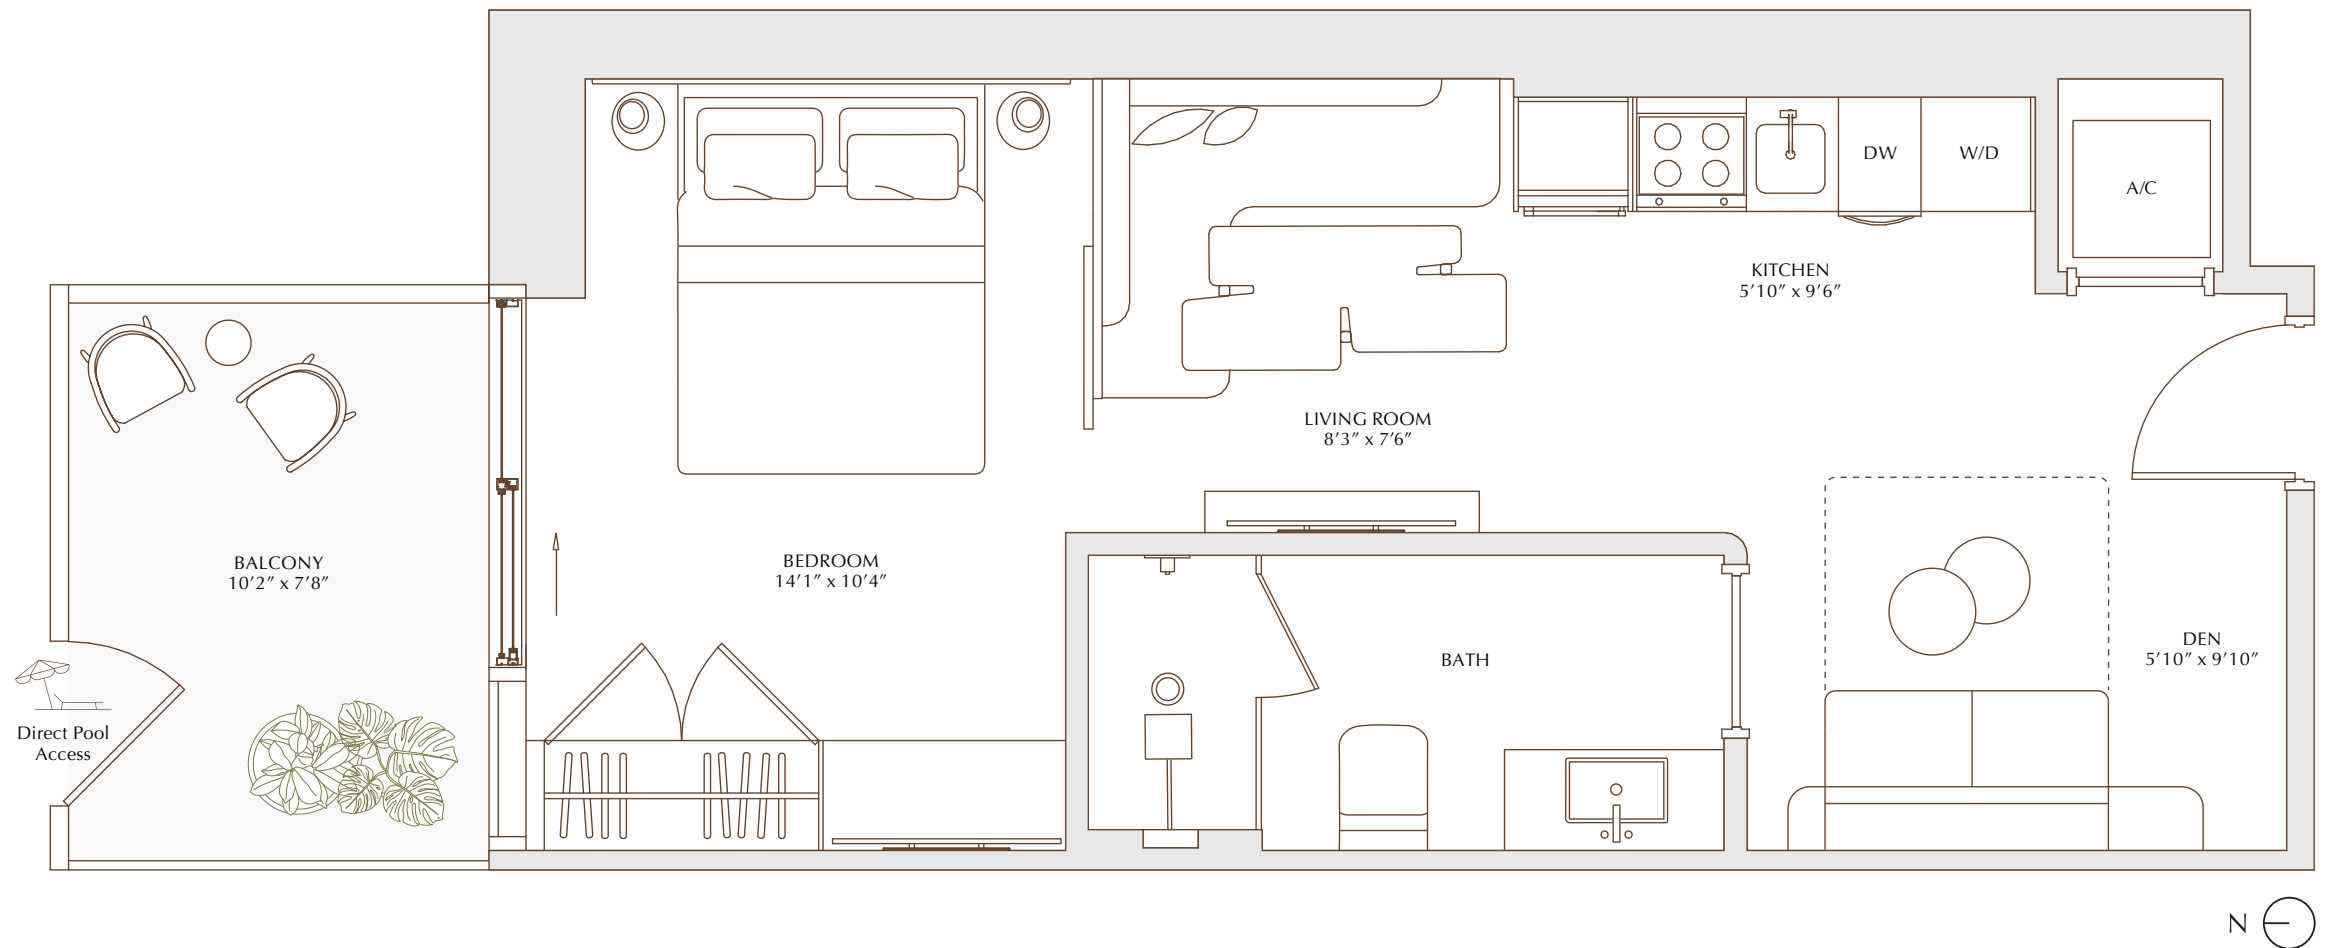 DW
W/D
A/C
KITCHEN
5’10” x 9’6”
LIVING ROOM
8’3” x 7’6”
BALCONY
10’2” x 7’8”
BEDROOM
14’1” x 10’4”
BATH
DEN
5’10” x 9’10”
Direct Pool
Access
N